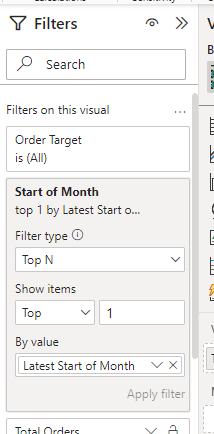 Filters
Search
Filters on this visual
Order Target
is (All)
Start of Month
top 1 by Latest Start o...
Filter type
Top N
Show items
Top 1
By value
Latest Start of Month
Apply filter
Total Orders